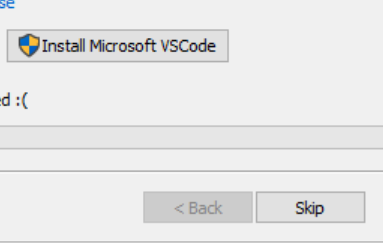 se
Install Microsoft VSCode
ed :(
< Back
Skip